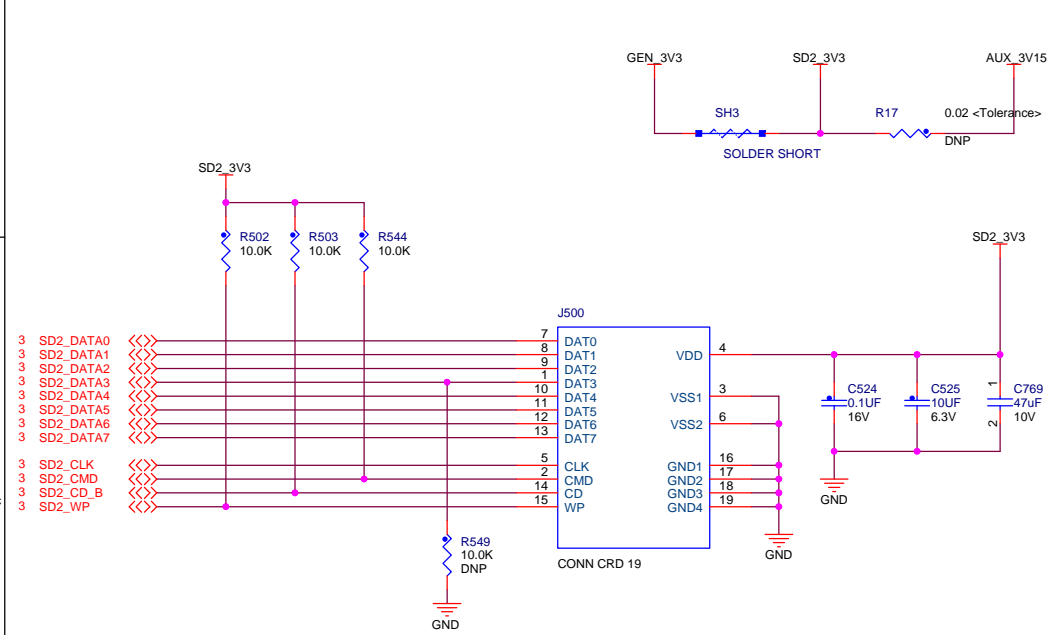 GEN_3V3 SD2_3V3 AUX_3V15
SH3 R17 0.02 <Tolerance>
SOLDER SHORT DNP
SD2_3V3
R502 R503 R544
10.0K 10.0K 10.0K
SD2_3V3
J500
3 SD2_DATA0 7 DAT0
3 SD2_DATA1 8 DAT1
3 SD2_DATA2 9 DAT2
3 SD2_DATA3 1 DAT3
3 SD2_DATA4 10 DAT4
3 SD2_DATA5 11 DAT5
3 SD2_DATA6 12 DAT6
3 SD2_DATA7 13 DAT7
3 SD2_CLK 5 CLK
3 SD2_CMD 2 CMD
3 SD2_CD_B 14 CD
3 SD2_WP 15 WP
VDD 4
VSS1 3
VSS2 6
GND1 16
GND2 17
GND3 18
GND4 19
CONN CRD 19
C524
0.1UF
16V
C525
10UF
6.3V
1
C769
47uF
10V
2
GND
GND
R549
10.0K
DNP
GND